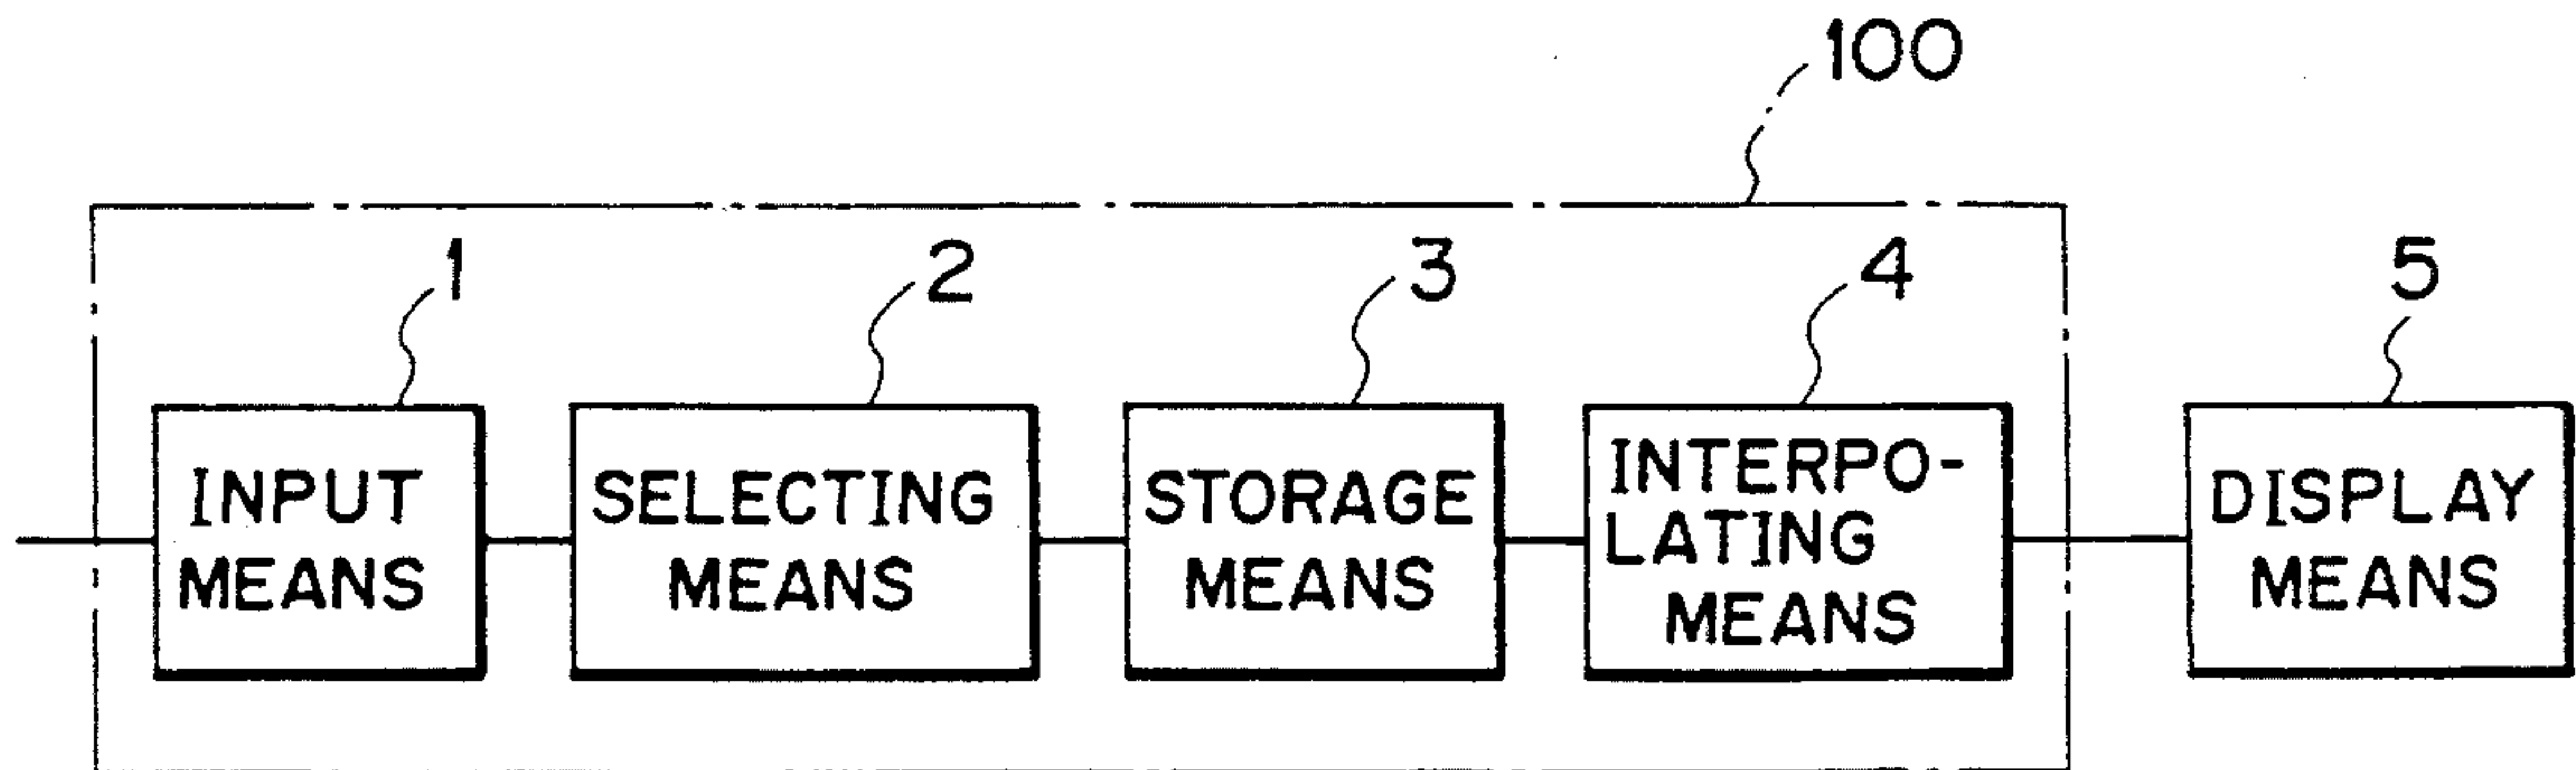 100
1
2
3
4
5
INPUT
MEANS
SELECTING
MEANS
STORAGE
MEANS
INTERPO-
LATING
MEANS
DISPLAY
MEANS